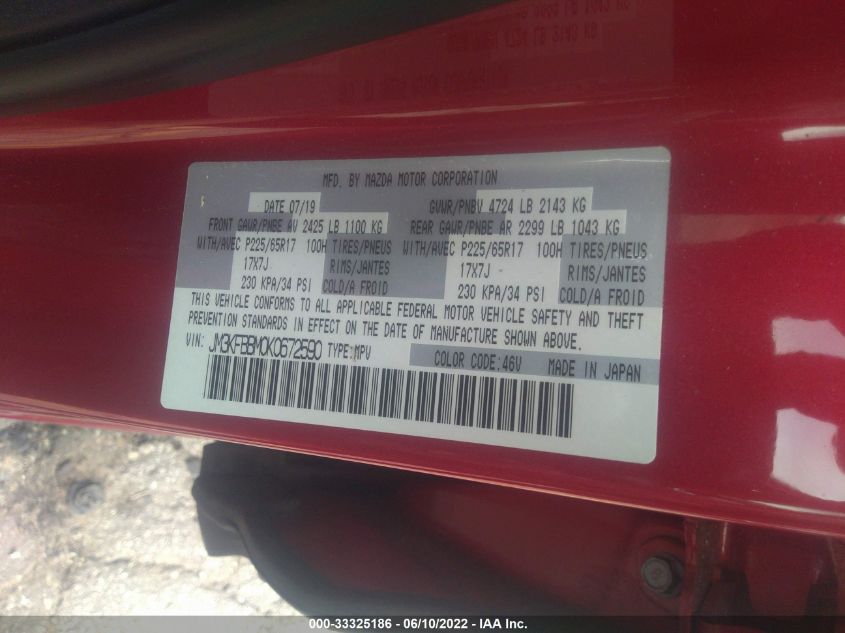 MFD. BY MAZDA MOTOR CORPORATION
DATE 07/19 GVWR/PNBV 4724 LB 2143 KG
FRONT GAWR/PNBE AV 2425 LB 1100 KG REAR GAWR/PNBE AR 2299 LB 1043 KG
WITH/AVEC P225/65R17 100H TIRES/PNEUS WITH/AVEC P225/65R17 100H TIRES/PNEUS
17X7J RIMS/JANTES 17X7J RIMS/JANTES
230 KPA/34 PSI COLD/A FROID 230 KPA/34 PSI COLD/A FROID
THIS VEHICLE CONFORMS TO ALL APPLICABLE FEDERAL MOTOR VEHICLE SAFETY AND THEFT
PREVENTION STANDARDS IN EFFECT ON THE DATE OF MANUFACTURE SHOWN ABOVE.
VIN: JM3KFBBM0K0672590 TYPE:MPV COLOR CODE:46V MADE IN JAPAN
000-33325186 - 06/10/2022 - IAA Inc.